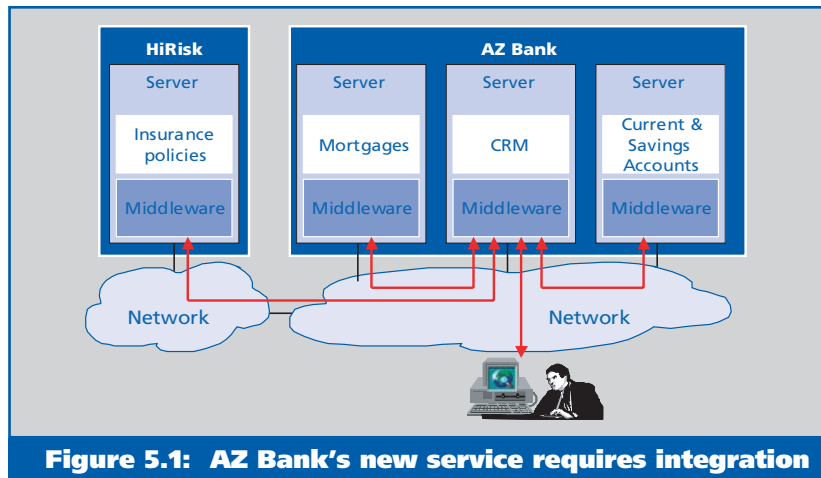 HiRisk
AZ Bank
Server
Server
Server
Server
Insurance
policies
Mortgages
CRM
Current &
Savings
Accounts
Middleware
Middleware
Middleware
Middleware
Network
Network
Figure 5.1: AZ Bank's new service requires integration